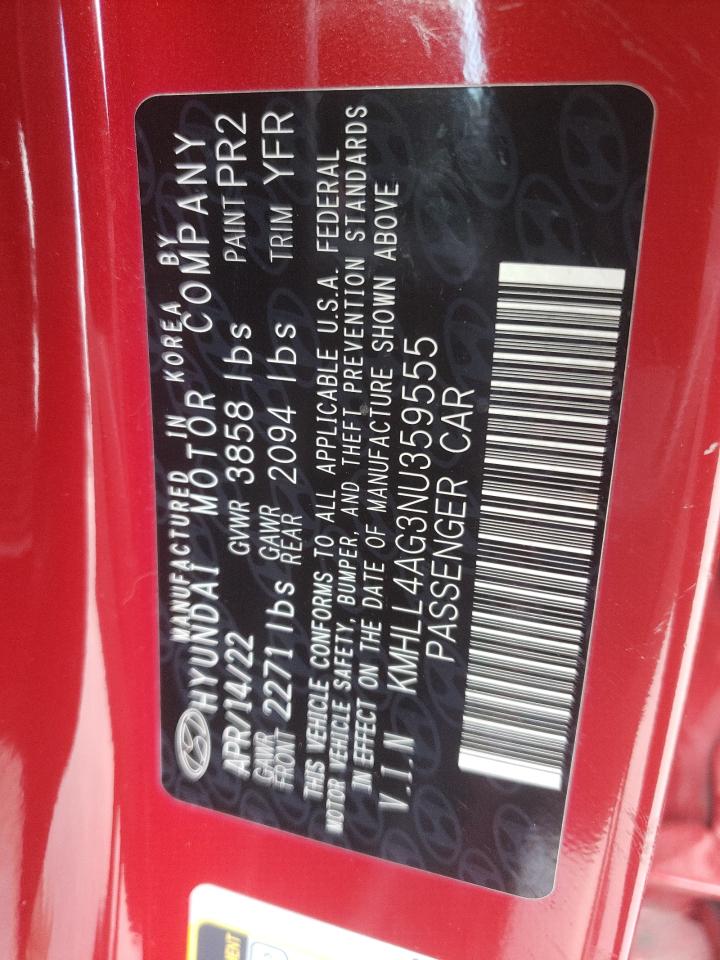 MANUFACTURED IN KOREA BY
HYUNDAI MOTOR COMPANY
APR/14/22 GVWR 3858 lbs PAINT PR2
GAWR FRONT 2271 lbs GAWR REAR 2094 lbs TRIM YFR
THIS VEHICLE CONFORMS TO ALL APPLICABLE U.S.A. FEDERAL
MOTOR VEHICLE SAFETY, BUMPER, AND THEFT PREVENTION STANDARDS
IN EFFECT ON THE DATE OF MANUFACTURE SHOWN ABOVE
V.I.N KMHLL4AG3NU359555
PASSENGER CAR